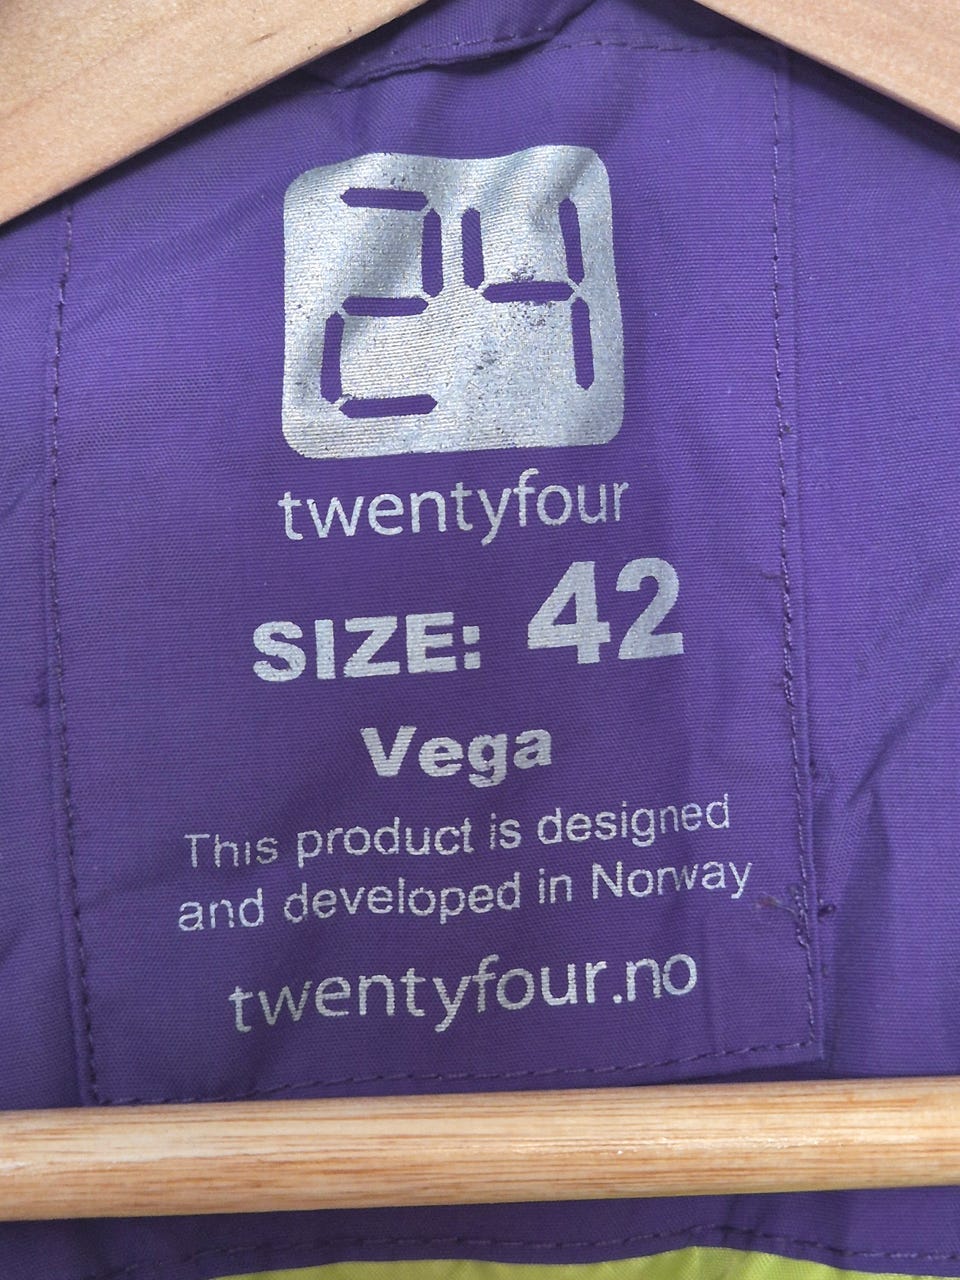 24
twentyfour
SIZE: 42
Vega
This product is designed
and developed in Norway
twentyfour.no